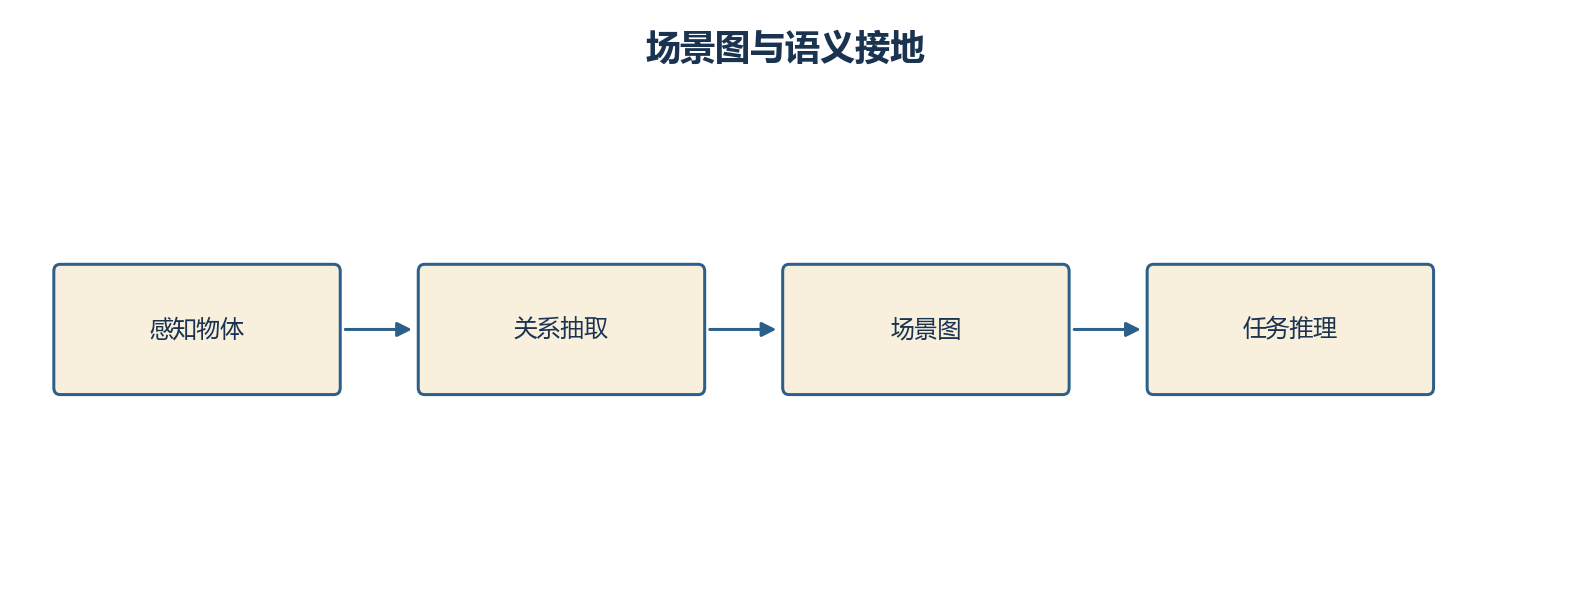 场景图与语义接地
感知物体
关系抽取
场景图
任务推理